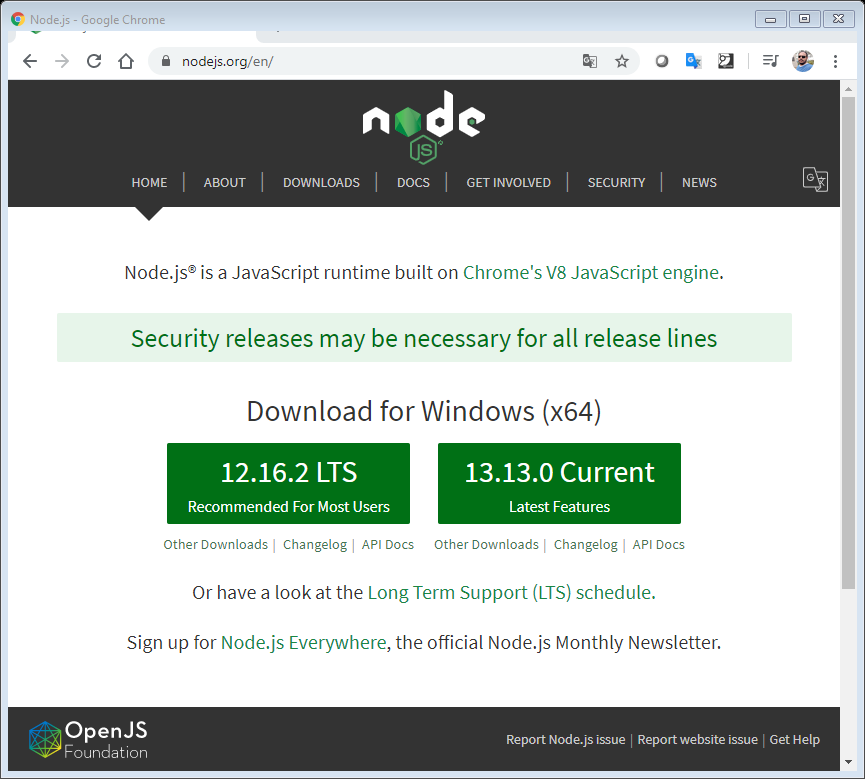 Node.js - Google Chrome
nodejs.org/en/
node
JS
HOME | ABOUT | DOWNLOADS | DOCS | GET INVOLVED | SECURITY | NEWS
Node.js® is a JavaScript runtime built on Chrome's V8 JavaScript engine.
Security releases may be necessary for all release lines
Download for Windows (x64)
12.16.2 LTS
Recommended For Most Users
13.13.0 Current
Latest Features
Other Downloads | Changelog | API Docs
Other Downloads | Changelog | API Docs
Or have a look at the Long Term Support (LTS) schedule.
Sign up for Node.js Everywhere, the official Node.js Monthly Newsletter.
OpenJS
Foundation
Report Node.js issue | Report website issue | Get Help